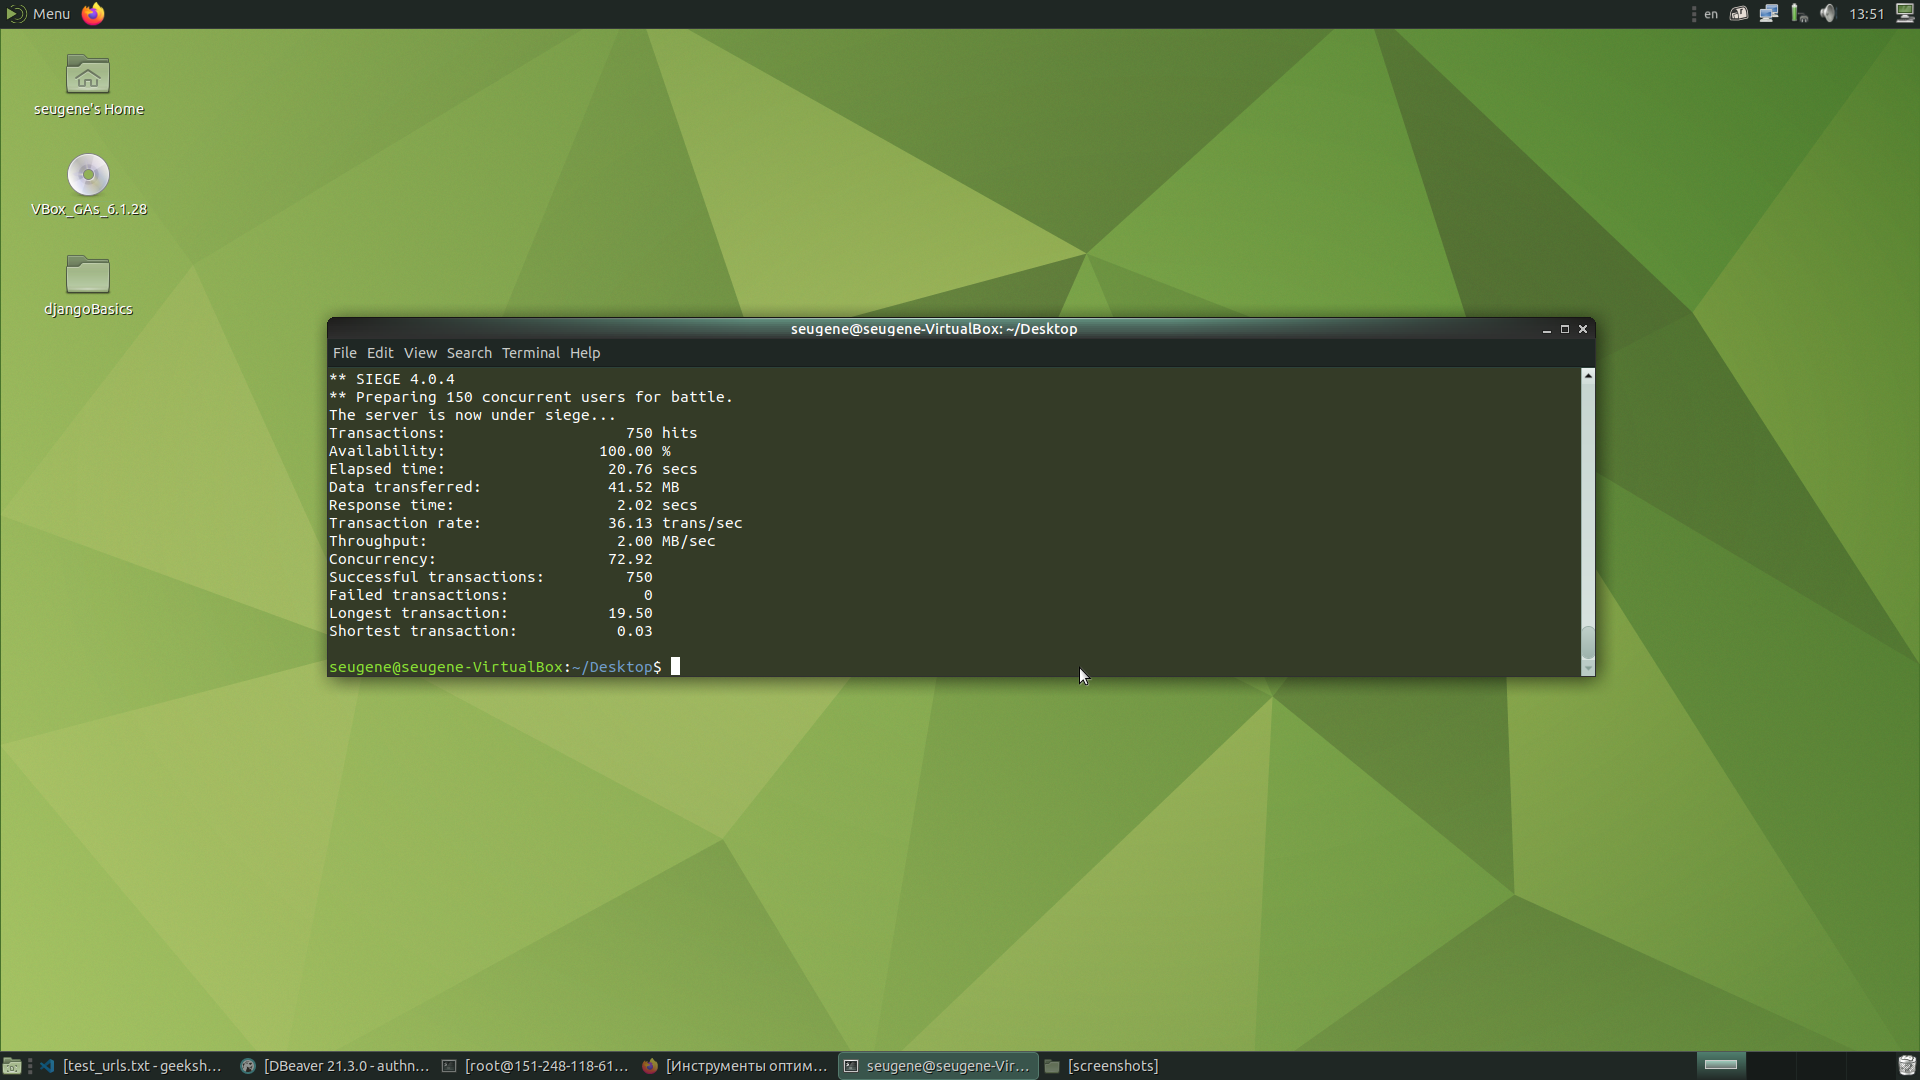 Menu
en
13:51
seugene's Home
VBox_GAs_6.1.28
djangoBasics
seugene@seugene-VirtualBox: ~/Desktop
File Edit View Search Terminal Help
** SIEGE 4.0.4
** Preparing 150 concurrent users for battle.
The server is now under siege...
Transactions: 750 hits
Availability: 100.00 %
Elapsed time: 20.76 secs
Data transferred: 41.52 MB
Response time: 2.02 secs
Transaction rate: 36.13 trans/sec
Throughput: 2.00 MB/sec
Concurrency: 72.92
Successful transactions: 750
Failed transactions: 0
Longest transaction: 19.50
Shortest transaction: 0.03
seugene@seugene-VirtualBox:~/Desktop$
[test_urls.txt - geeksh... [DBeaver 21.3.0 - authn... [root@151-248-118-61... [Инструменты оптим... seugene@seugene-Vir... [screenshots]